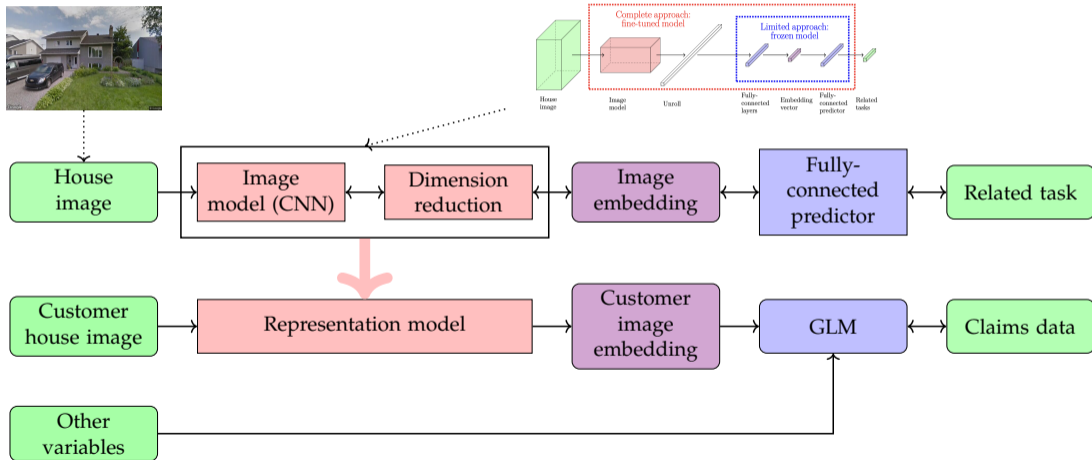 Complete approach:
fine-tuned model
Limited approach:
frozen model
House
image
Image
model
Unroll
Fully-
connected
layers
Embedding
vector
Fully-
connected
predictor
Related
tasks
House
image
Image
model (CNN)
Dimension
reduction
Image
embedding
Fully-
connected
predictor
Related task
Customer
house image
Representation model
Customer
image
embedding
GLM
Claims data
Other
variables